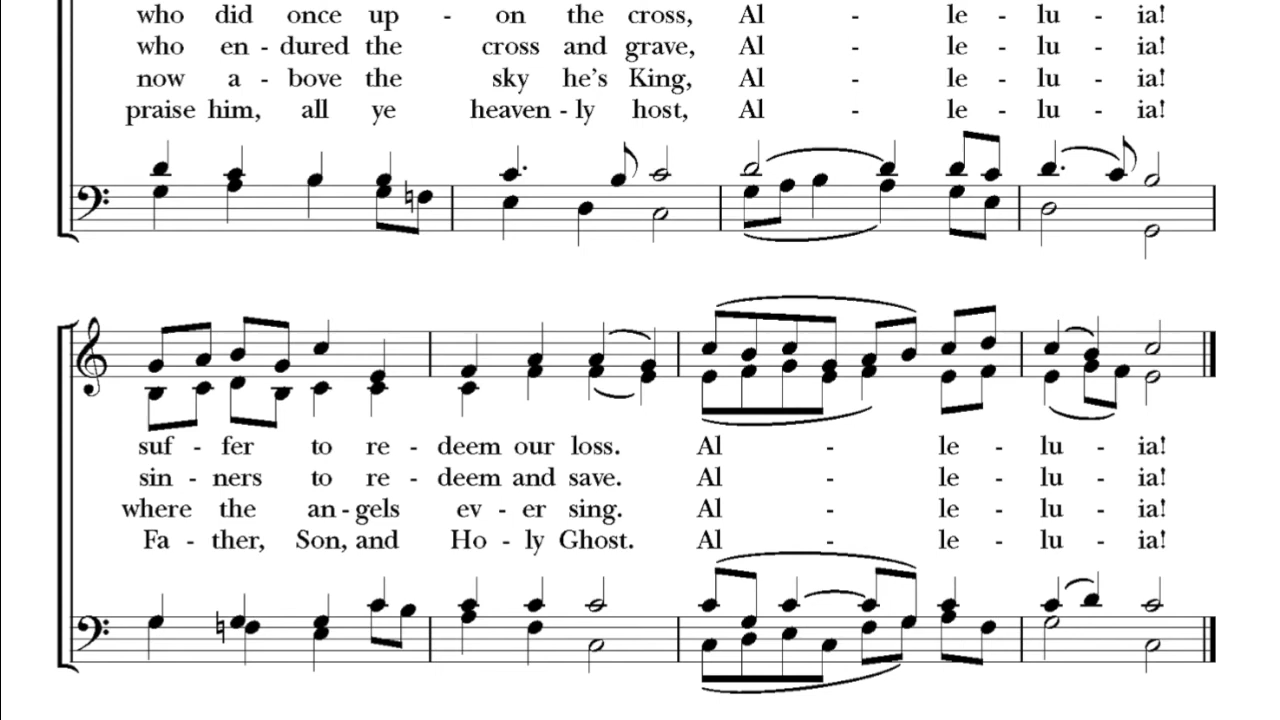 who did once up - on the cross, Al - le - lu - ia!
who en - dured the cross and grave, Al - le - lu - ia!
now a - bove the sky he's King, Al - le - lu - ia!
praise him, all ye heaven - ly host, Al - le - lu - ia!
suf - fer to re - deem our loss. Al - le - lu - ia!
sin - ners to re - deem and save. Al - le - lu - ia!
where the an - gels ev - er sing. Al - le - lu - ia!
Fa - ther, Son, and Ho - ly Ghost. Al - le - lu - ia!